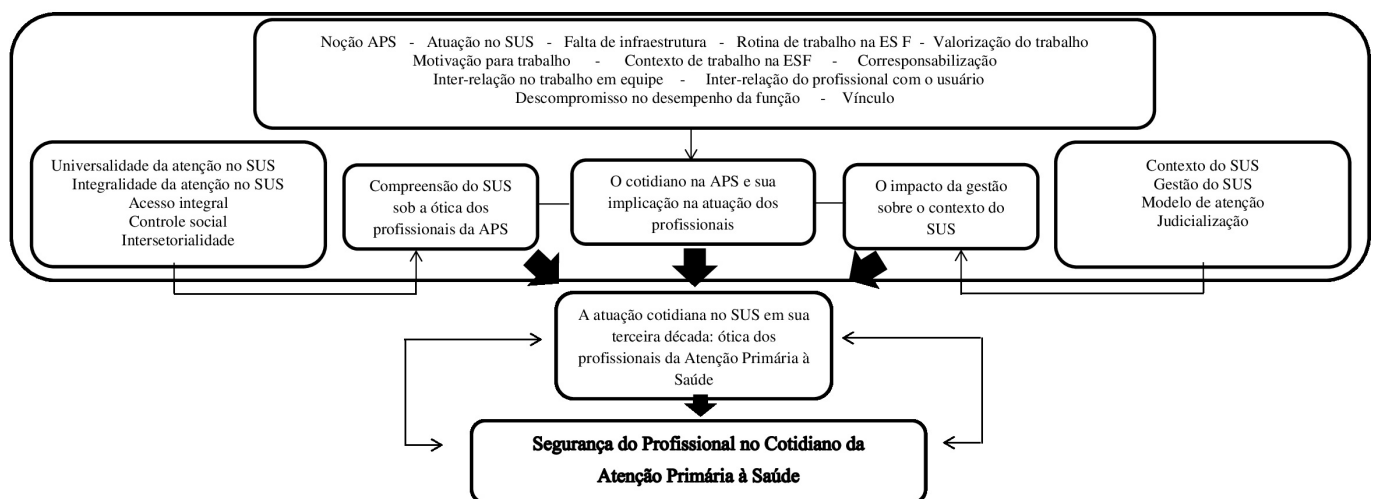 Noção APS - Atuação no SUS - Falta de infraestrutura - Rotina de trabalho na ES F - Valorização do trabalho
Motivação para trabalho - Contexto de trabalho na ESF - Corresponsabilização
Inter-relação no trabalho em equipe - Inter-relação do profissional com o usuário
Descompromisso no desempenho da função - Vínculo
Universalidade da atenção no SUS
Integralidade da atenção no SUS
Acesso integral
Controle social
Intersetorialidade
Compreensão do SUS
sob a ótica dos
profissionais da APS
O cotidiano na APS e sua
implicação na atuação dos
profissionais
O impacto da gestão
sobre o contexto do
SUS
Contexto do SUS
Gestão do SUS
Modelo de atenção
Judicialização
A atuação cotidiana no SUS em sua
terceira década: ótica dos
profissionais da Atenção Primária à
Saúde
Segurança do Profissional no Cotidiano da
Atenção Primária à Saúde